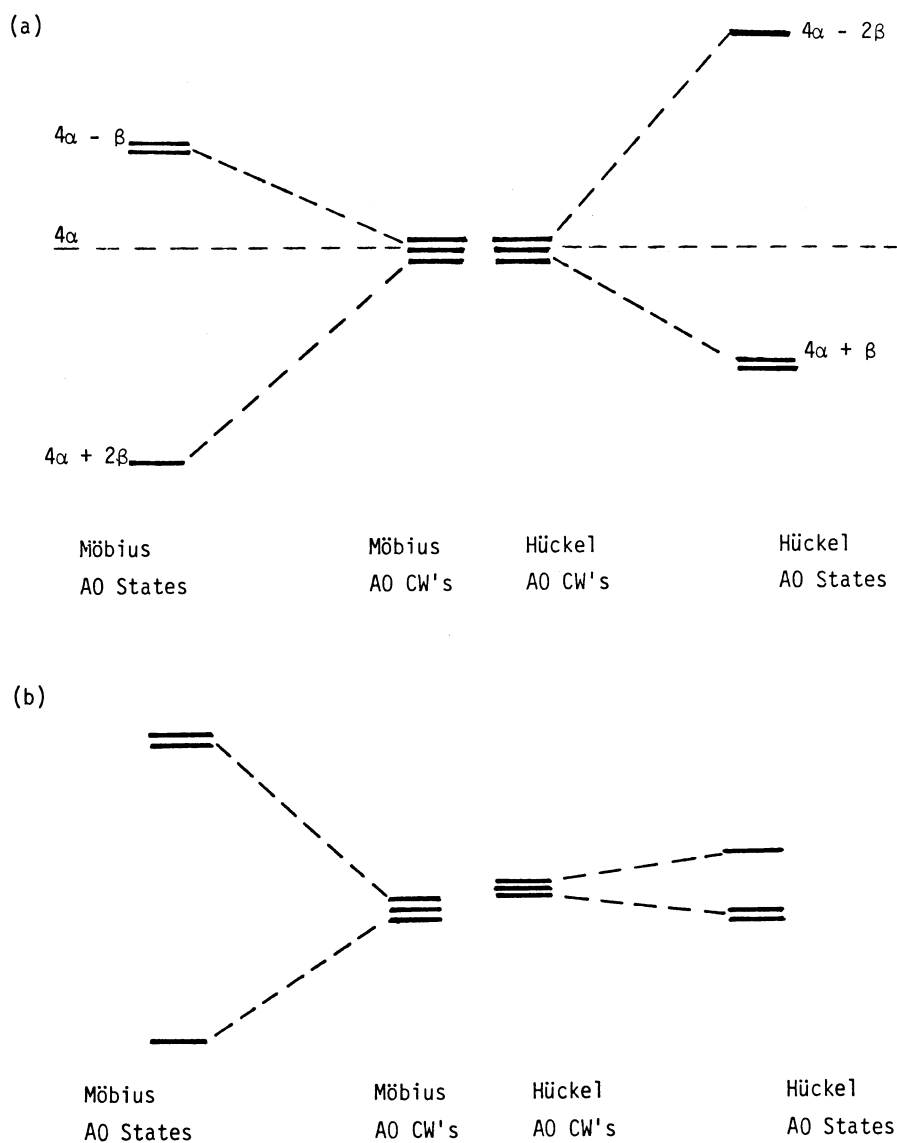 (a)
4α - 2β
4α - β
4α
4α + β
4α + 2β
Möbius Möbius Hückel Hückel
AO States AO CW's AO CW's AO States
(b)
Möbius Möbius Hückel Hückel
AO States AO CW's AO CW's AO States